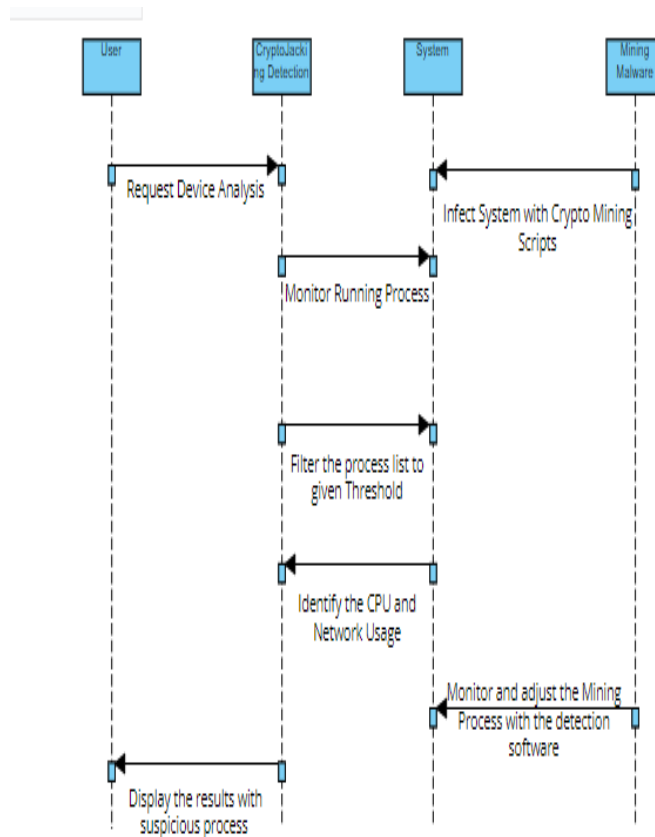 User
CryptoJacki
ng Detection
System
Mining
Malware
Request Device Analysis
Infect System with Crypto Mining
Scripts
Monitor Running Process
Filter the process list to
given Threshold
Identify the CPU and
Network Usage
Monitor and adjust the Mining
Process with the detection
software
Display the results with
suspicious process